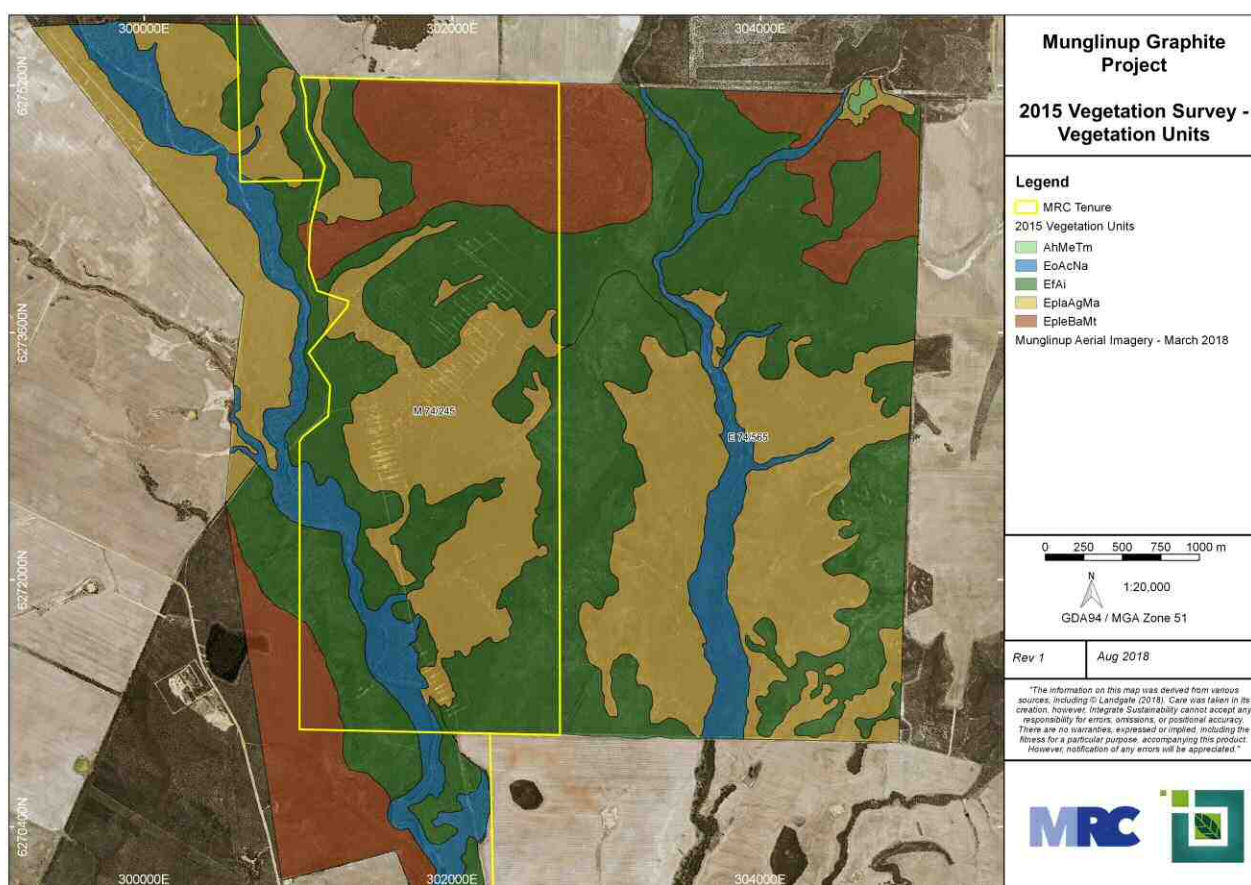 300000E
302000E
304000E
6275200N
6273600N
6272000N
6270400N
M 74/245
E 74/565
300000E
302000E
304000E
Munglinup Graphite
Project
2015 Vegetation Survey -
Vegetation Units
Legend
MRC Tenure
2015 Vegetation Units
AhMeTm
EoAcNa
EfAi
EplaAgMa
EpleBaMt
Munglinup Aerial Imagery - March 2018
0 250 500 750 1000 m
N
1:20,000
GDA94 / MGA Zone 51
Rev 1
Aug 2018
"The information on this map was derived from various
sources, including © Landgate (2018). Care was taken in its
creation, however, Integrate Sustainability cannot accept any
responsibility for errors, omissions, or positional accuracy.
There are no warranties, expressed or implied, including the
fitness for a particular purpose, accompanying this product.
However, notification of any errors will be appreciated."
MRC